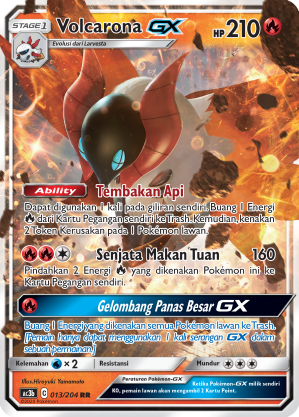 STAGE 1 Volcarona GX HP 210
Evolusi dari Larvesta
Ability Tembakan Api
Dapat digunakan 1 kali pada giliran sendiri. Buang 1 Energi
dari Kartu Pegangan sendiri ke Trash. Kemudian, kenakan
2 Token Kerusakan pada 1 Pokémon lawan.
Senjata Makan Tuan 160
Pindahkan 2 Energi yang dikenakan Pokémon ini ke
Kartu Pegangan sendiri.
Gelombang Panas Besar GX
Buang 1 Energi yang dikenakan semua Pokémon lawan ke Trash.
[Pemain hanya dapat menggunakan 1 kali serangan GX dalam
sebuah permainan.]
Kelemahan ×2 Resistansi Mundur
Illus. Hiroyuki Yamamoto
Peraturan Pokémon-GX
Ketika Pokémon-GX milik sendiri
KO, pemain lawan akan mengambil 2 lembar Kartu Point.
AC3b C 013/204 RR